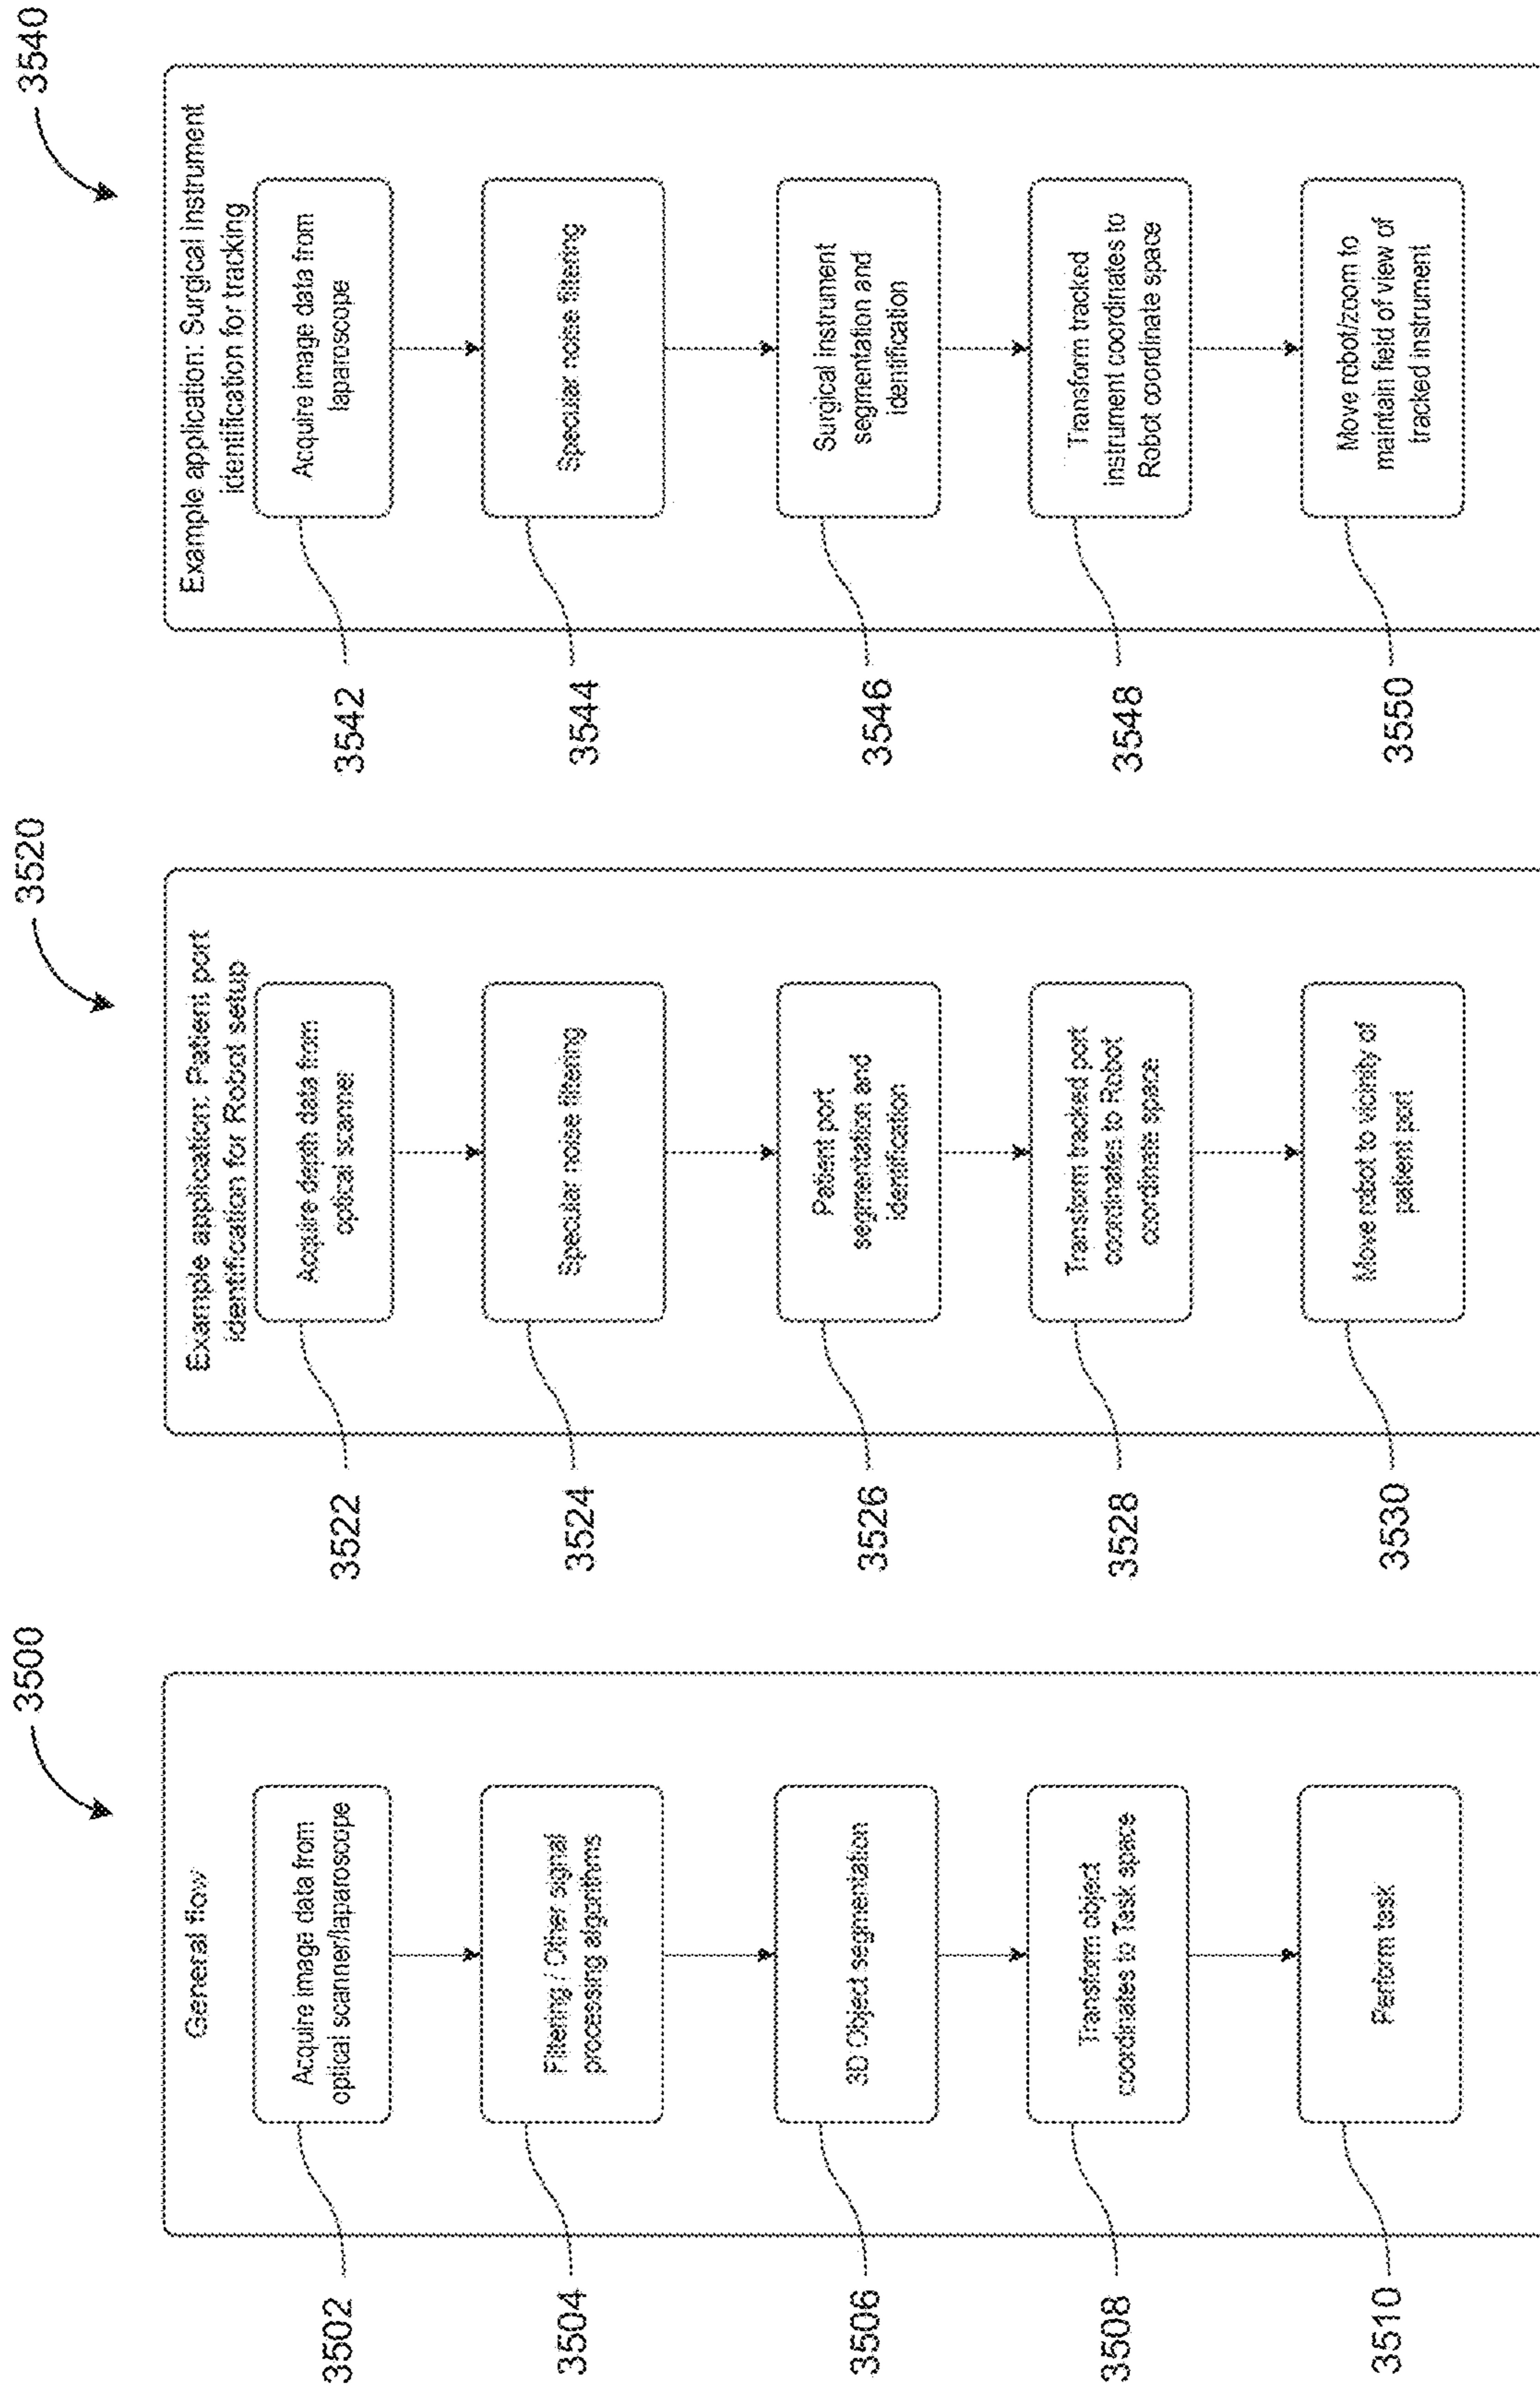 3500
General flow
3502
Acquire image data from
optical scanner/laparoscope
3504
Filtering / Other signal
processing algorithms
3506
3D Object segmentation
3508
Transform object
coordinates to Task space
3510
Perform task
3520
Example application: Patient port
identification for Robot setup
3522
Acquire depth data from
optical scanner
3524
Specular noise filtering
3526
Patient port
segmentation and
identification
3528
Transform tracked port
coordinates to Robot
coordinate space
3530
Move robot to vicinity of
patient port
3540
Example application: Surgical instrument
identification for tracking
3542
Acquire image data from
laparoscope
3544
Specular noise filtering
3546
Surgical instrument
segmentation and
identification
3548
Transform tracked
instrument coordinates to
Robot coordinate space
3550
Move robot/zoom to
maintain field of view of
tracked instrument